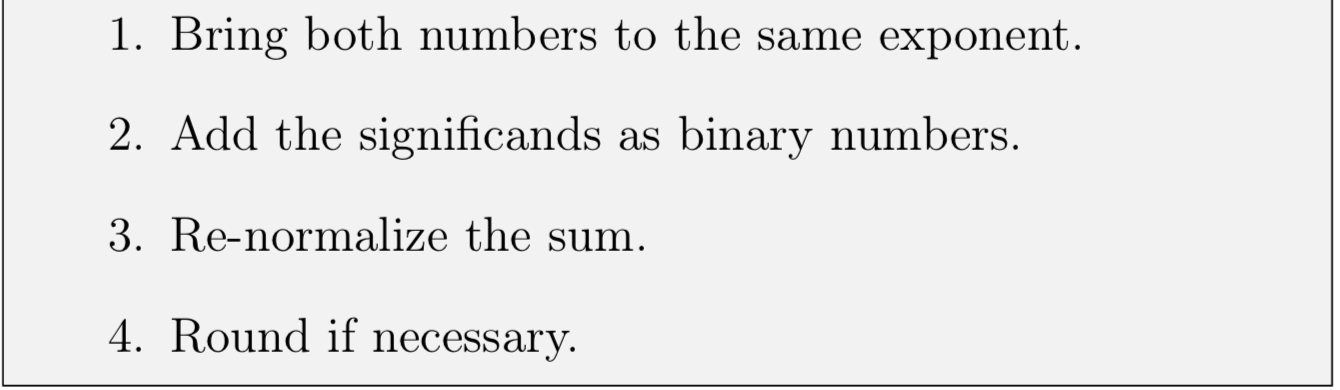 1. Bring both numbers to the same exponent.
2. Add the significands as binary numbers.
3. Re-normalize the sum.
4. Round if necessary.